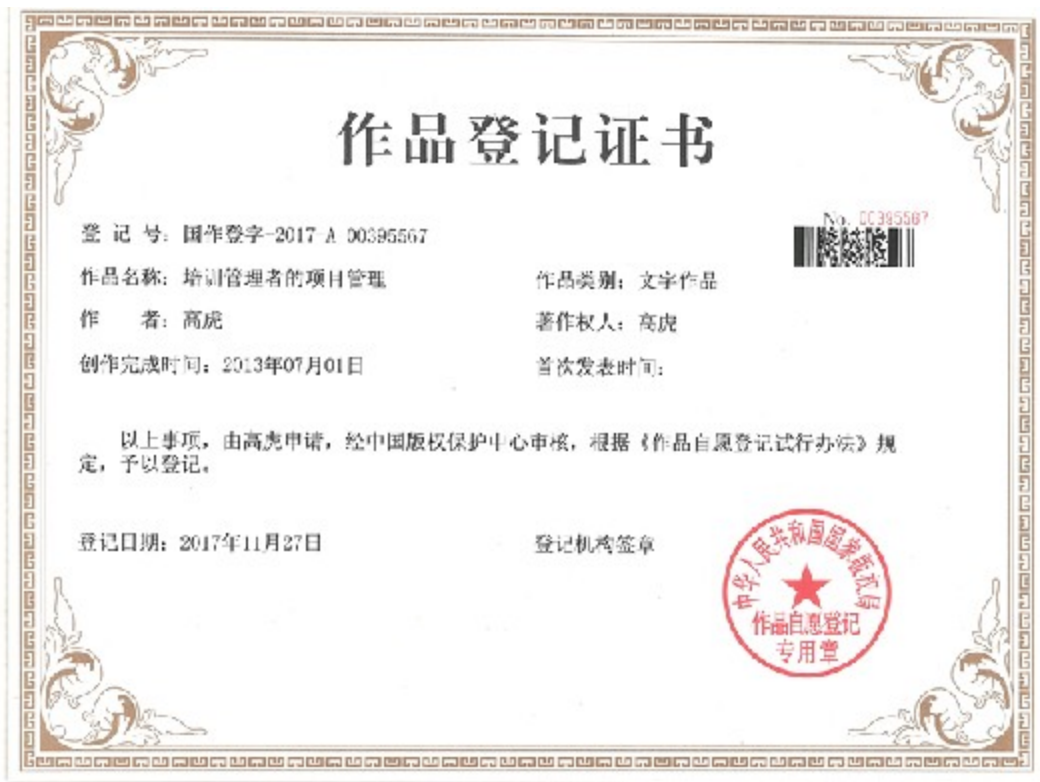 作品登记证书
No. 00395567
登 记 号：国作登字-2017-A-00395567
作品名称：培训管理者的项目管理
作品类别：文字作品
作 者：高虎
著作权人：高虎
创作完成时间：2013年07月01日
首次发表时间：
以上事项，由高虎申请，经中国版权保护中心审核，根据《作品自愿登记试行办法》规
定，予以登记。
登记日期：2017年11月27日
登记机构签章
中华人民共和国国家版权局
作品自愿登记
专用章